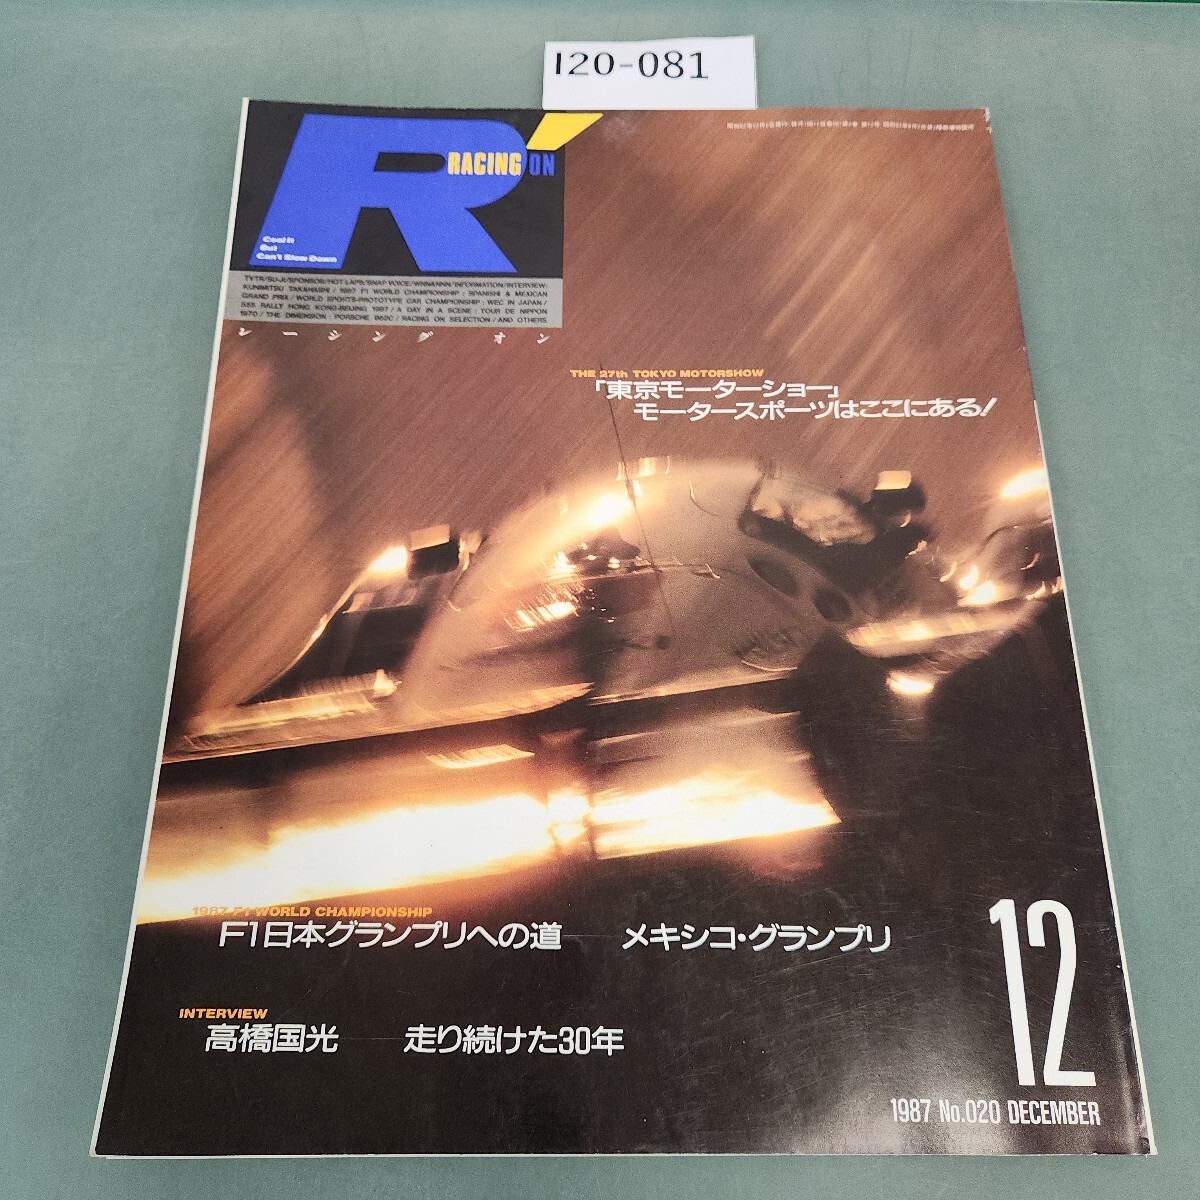 I20-081
RACING ON
R'
Cool It
But
Can't Slow Down
TVTR/SU-JI/SPONSOR/HOT LAPS/SNAP VOICE/WNNANNN/INFORMATION/INTERVIEW:
KUNIMITSU TAKAHASHI / 1987 F1 WORLD CHAMPIONSHIP : SPANISH & MEXICAN
GRAND PRIX / WORLD SPORTS-PROTOTYPE CAR CHAMPIONSHIP : WEC IN JAPAN /
555 RALLY HONG KONG-BEIJING 1987 / A DAY IN A SCENE : TOUR DE NIPPON
1970 / THE DIMENSION : PORSCHE 962C / RACING ON SELECTION / AND OTHERS
レーシング オン
THE 27th TOKYO MOTORSHOW
「東京モーターショー」
モータースポーツはここにある!
1987 F1 WORLD CHAMPIONSHIP
F1日本グランプリへの道 メキシコ・グランプリ
INTERVIEW
高橋国光 走り続けた30年
12
1987 No.020 DECEMBER